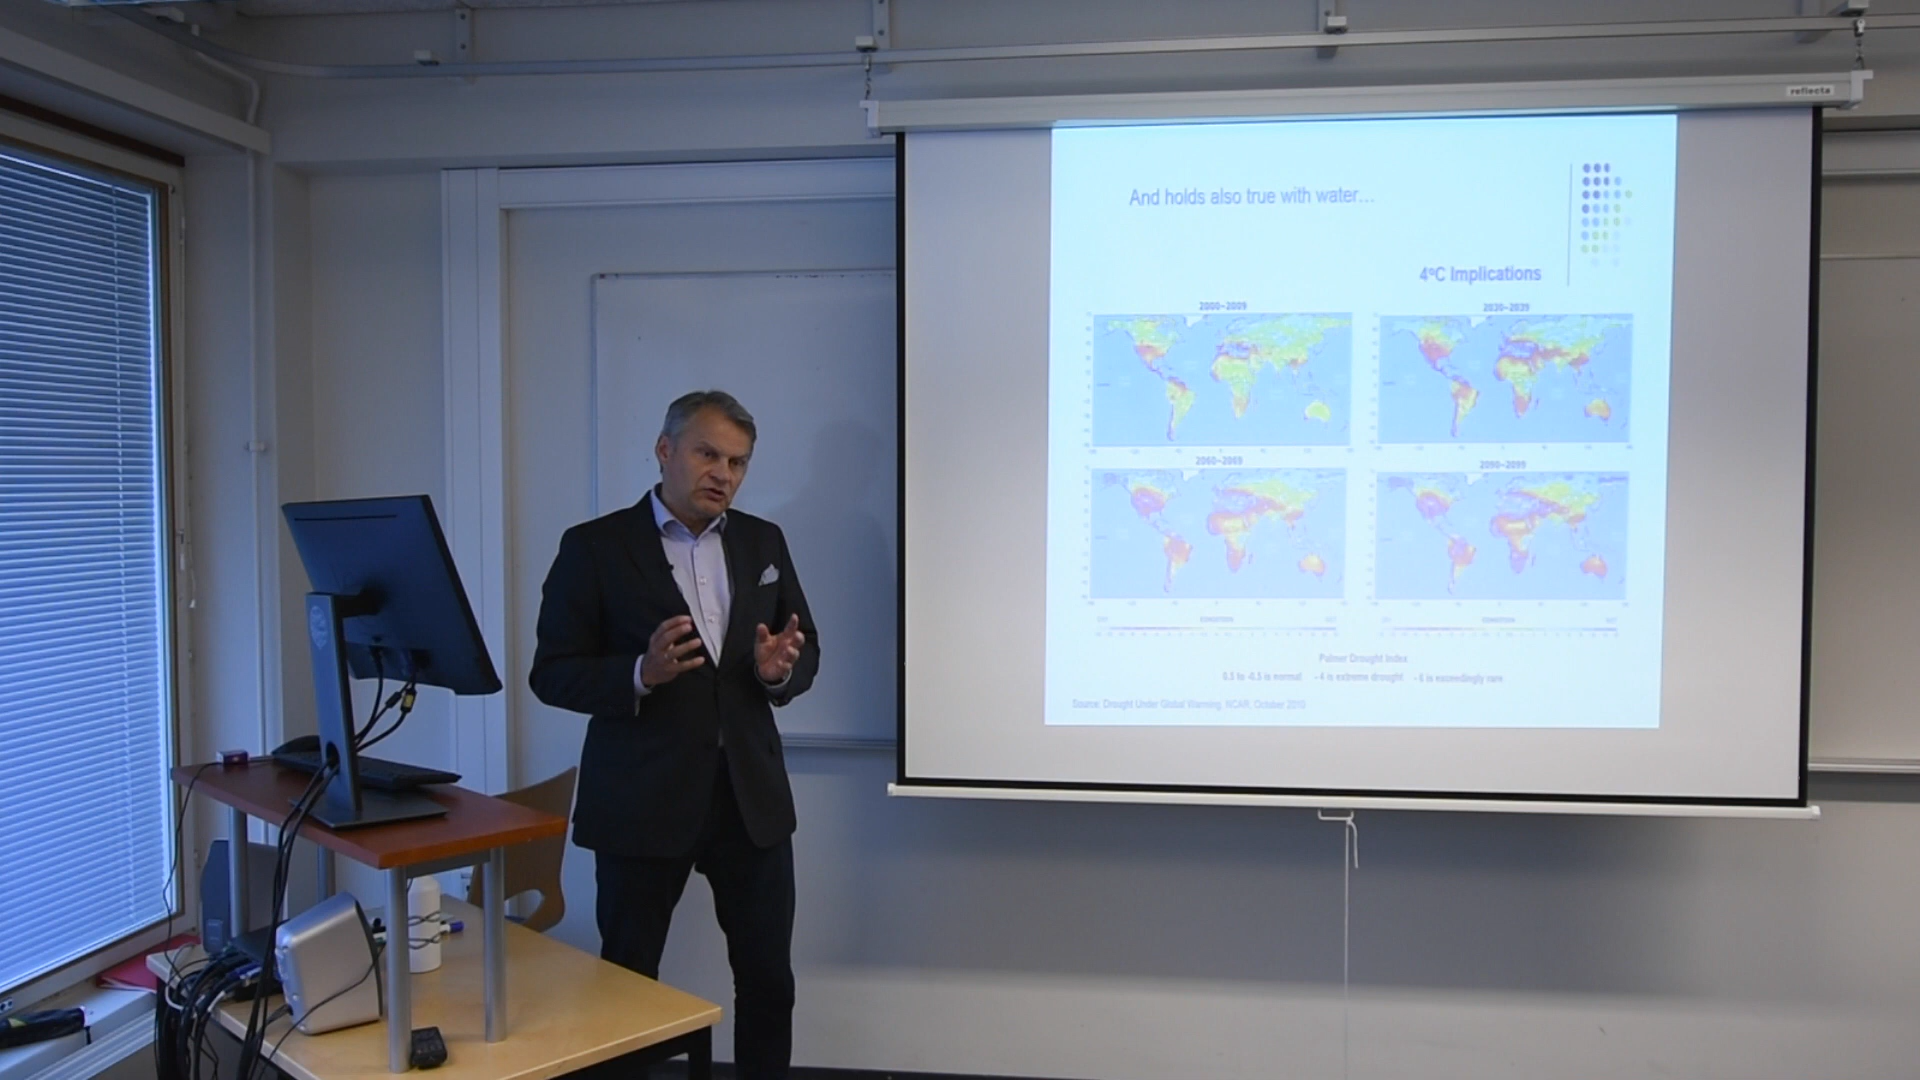 reflecta
And holds also true with water…
4°C Implications
2000–2009
2030–2039
2060–2069
2090–2099
Palmer Drought Index
0.5 to -0.5 is normal - 4 is extreme drought - 6 is exceedingly rare
Source: Drought Under Global Warming, NCAR, October 2010